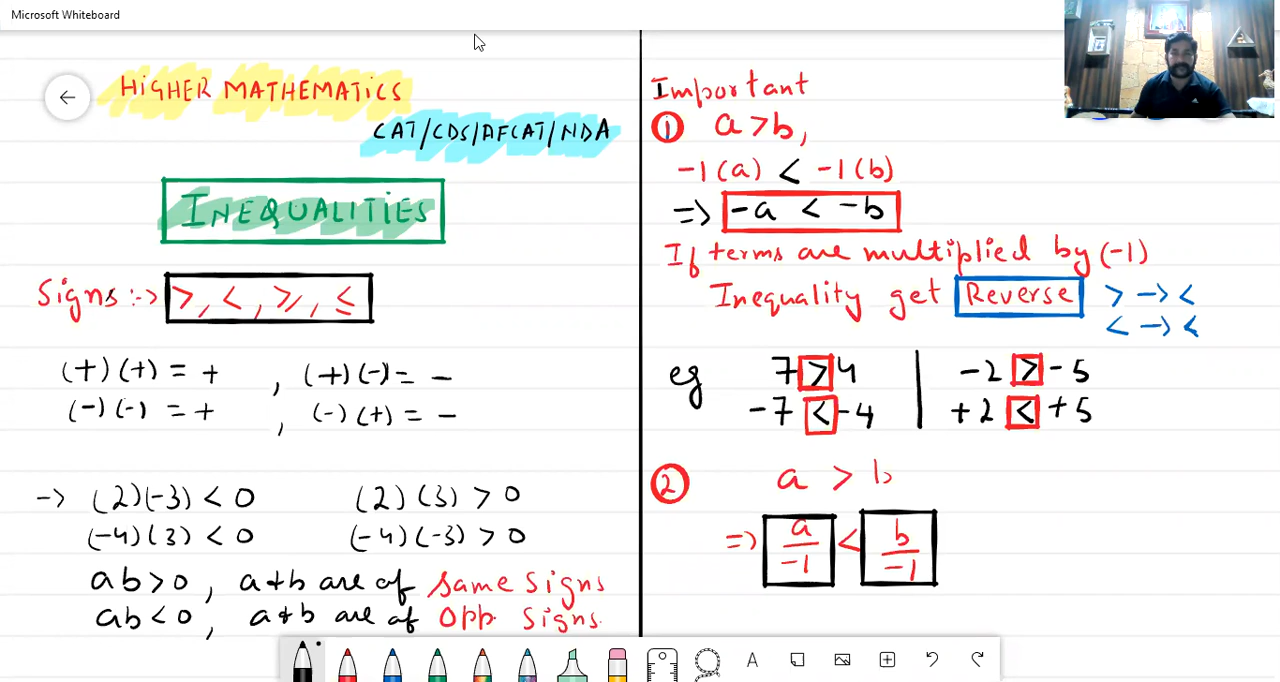 Microsoft Whiteboard
HIGHER MATHEMATICS
CAT/CDS/AFCAT/NDA
INEQUALITIES
Signs :-> >, <, ≥, ≤
(+)(+) = + , (+)(-) = -
(-)(-) = + , (-)(+) = -
-> (2)(-3) < 0 (2)(3) > 0
(-4)(3) < 0 (-4)(-3) > 0
ab > 0, a & b are of same signs
ab < 0, a & b are of opp. signs.
Important
① a > b,
-1(a) < -1(b)
=> -a < -b
If terms are multiplied by (-1)
Inequality get Reverse > -> <
< -> <
eg 7 > 4 | -2 > -5
-7 < -4 | +2 < +5
② a > b
=> a/-1 < b/-1
A